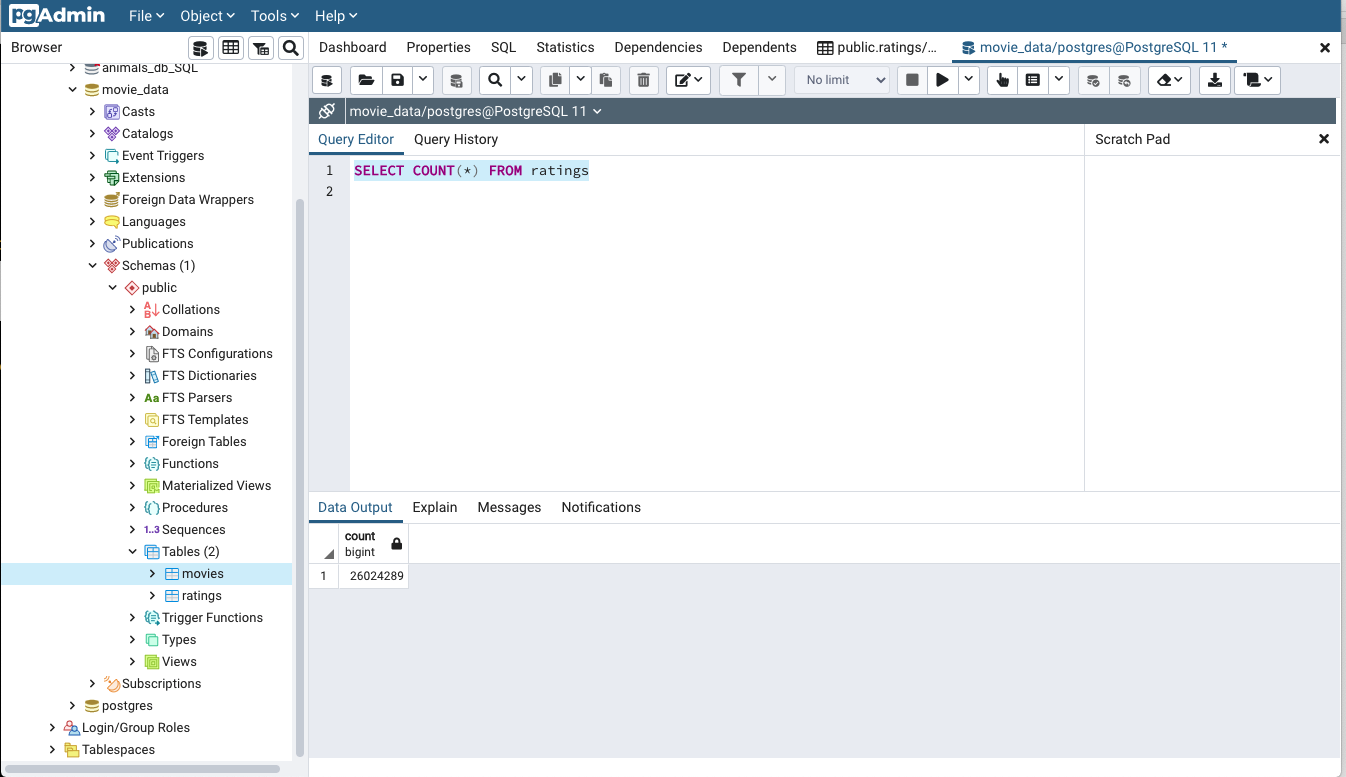 pgAdmin File Object Tools Help
Browser
Dashboard Properties SQL Statistics Dependencies Dependents public.ratings/... movie_data/postgres@PostgreSQL 11 *
No limit
movie_data/postgres@PostgreSQL 11
Query Editor Query History
Scratch Pad
1 SELECT COUNT(*) FROM ratings
2
animals_db_SQL
movie_data
Casts
Catalogs
Event Triggers
Extensions
Foreign Data Wrappers
Languages
Publications
Schemas (1)
public
Collations
Domains
FTS Configurations
FTS Dictionaries
Aa FTS Parsers
FTS Templates
Foreign Tables
Functions
Materialized Views
Procedures
1..3 Sequences
Tables (2)
movies
ratings
Trigger Functions
Types
Views
Subscriptions
postgres
Login/Group Roles
Tablespaces
Data Output Explain Messages Notifications
count
bigint
1 26024289